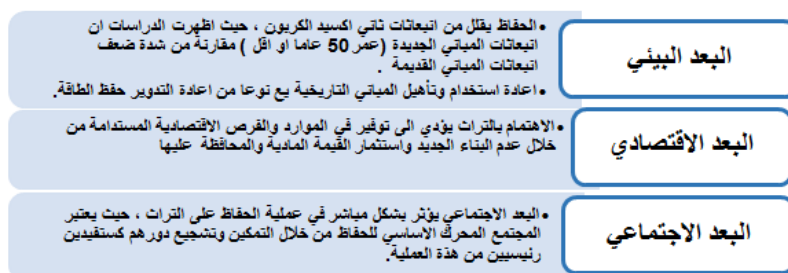 البعد البيئي
•الحفاظ يقلل من انبعاثات ثاني اكسيد الكربون ، حيث اظهرت الدراسات ان
انبعاثات المباني الجديدة (عمر 50 عاما او اقل ) مقارنة من شدة ضعف
انبعاثات المباني القديمة .
•اعادة استخدام وتأهيل المباني التاريخية يع نوعا من اعادة التدوير حفظ الطاقة.
البعد الاقتصادي
•الاهتمام بالتراث يؤدي الى توفير في الموارد والفرص الاقتصادية المستدامة من
خلال عدم البناء الجديد واستثمار القيمة المادية والمحافظة عليها
البعد الاجتماعي
•البعد الاجتماعي يؤثر بشكل مباشر في عملية الحفاظ على التراث ، حيث يعتبر
المجتمع المحرك الاساسي للحفاظ من خلال التمكين وتشجيع دورهم كستفيدين
رئيسيين من هذة العملية.